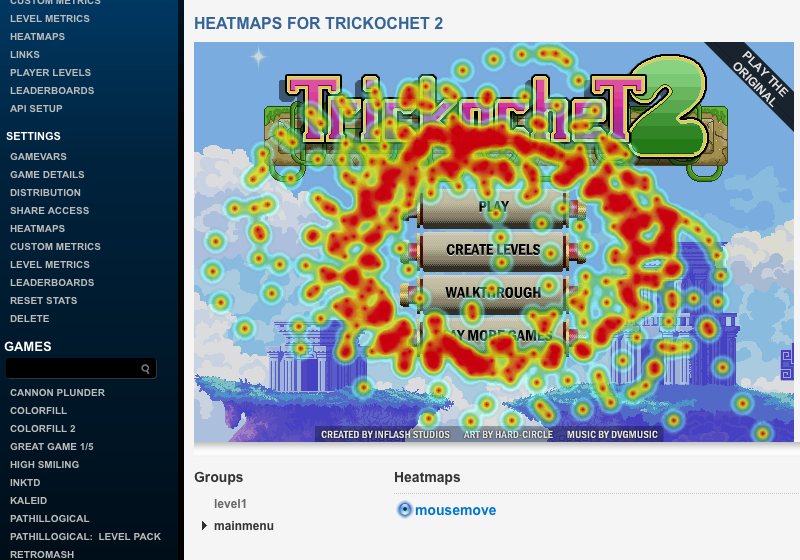 CUSTOM METRICS
LEVEL METRICS
HEATMAPS
LINKS
PLAYER LEVELS
LEADERBOARDS
API SETUP
SETTINGS
GAMEVARS
GAME DETAILS
DISTRIBUTION
SHARE ACCESS
HEATMAPS
CUSTOM METRICS
LEVEL METRICS
LEADERBOARDS
RESET STATS
DELETE
GAMES
CANNON PLUNDER
COLORFILL
COLORFILL 2
GREAT GAME 1/5
HIGH SMILING
INKTD
KALEID
PATHILLOGICAL
PATHILLOGICAL: LEVEL PACK
RETROMASH
HEATMAPS FOR TRICKOCHET 2
TrickocheT 2
PLAY THE
ORIGINAL
PLAY
CREATE LEVELS
WALKTHROUGH
PLAY MORE GAMES
CREATED BY INFLASH STUDIOS ART BY HARD-CIRCLE MUSIC BY DVGMUSIC
Groups
level1
mainmenu
Heatmaps
mousemove